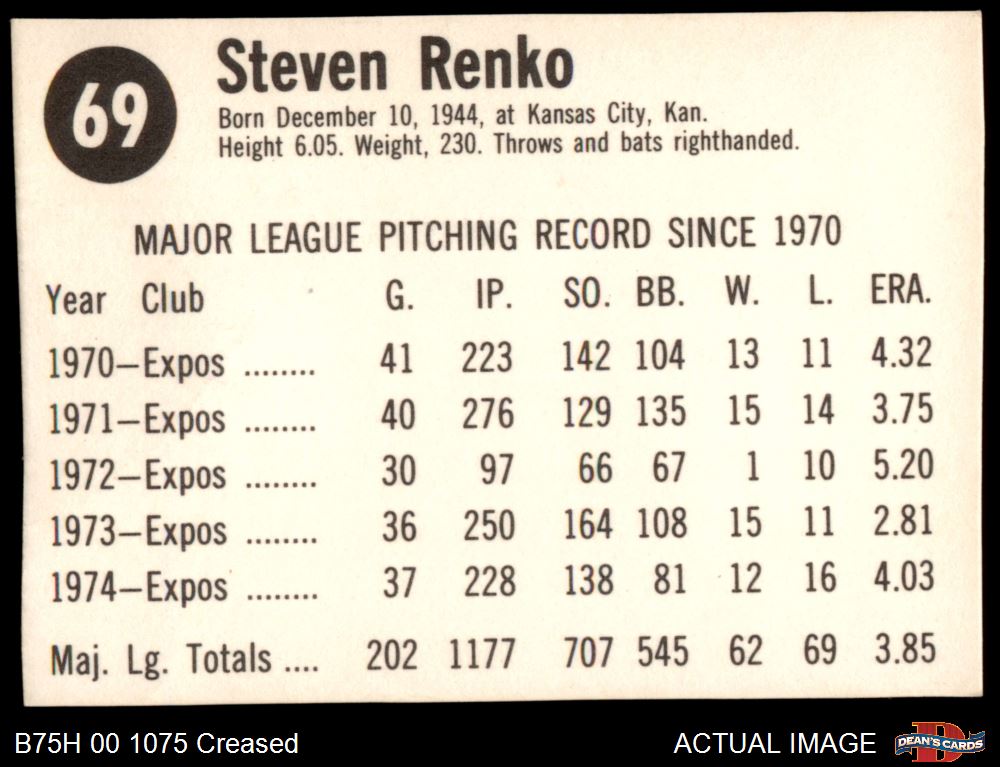 69
Steven Renko
Born December 10, 1944, at Kansas City, Kan.
Height 6.05. Weight, 230. Throws and bats righthanded.
MAJOR LEAGUE PITCHING RECORD SINCE 1970
Year Club G. IP. SO. BB. W. L. ERA.
1970—Expos ........ 41 223 142 104 13 11 4.32
1971—Expos ........ 40 276 129 135 15 14 3.75
1972—Expos ........ 30 97 66 67 1 10 5.20
1973—Expos ........ 36 250 164 108 15 11 2.81
1974—Expos ........ 37 228 138 81 12 16 4.03
Maj. Lg. Totals .... 202 1177 707 545 62 69 3.85
B75H 00 1075 Creased
ACTUAL IMAGE
D
DEAN'S CARDS